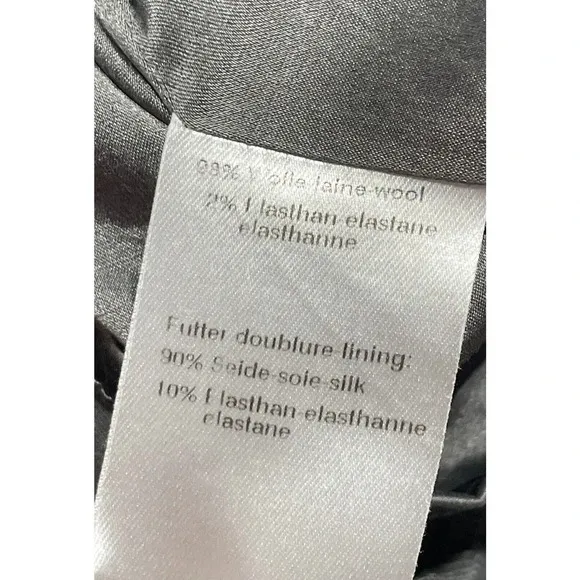 98% Wolle-laine-wool
2% Elasthan-elastane
elasthanne
Futter-doublure-lining:
90% Seide-soie-silk
10% Elasthan-elasthanne
elastane